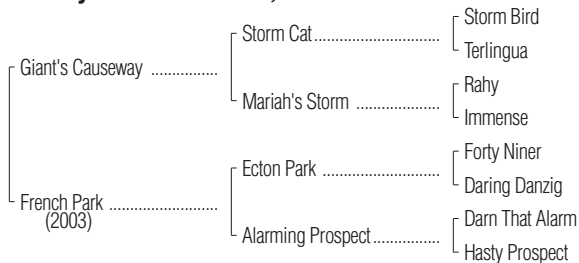 Storm Bird
Storm Cat
Terlingua
Giant's Causeway
Rahy
Mariah's Storm
Immense
Forty Niner
Ecton Park
Daring Danzig
French Park
(2003)
Darn That Alarm
Alarming Prospect
Hasty Prospect